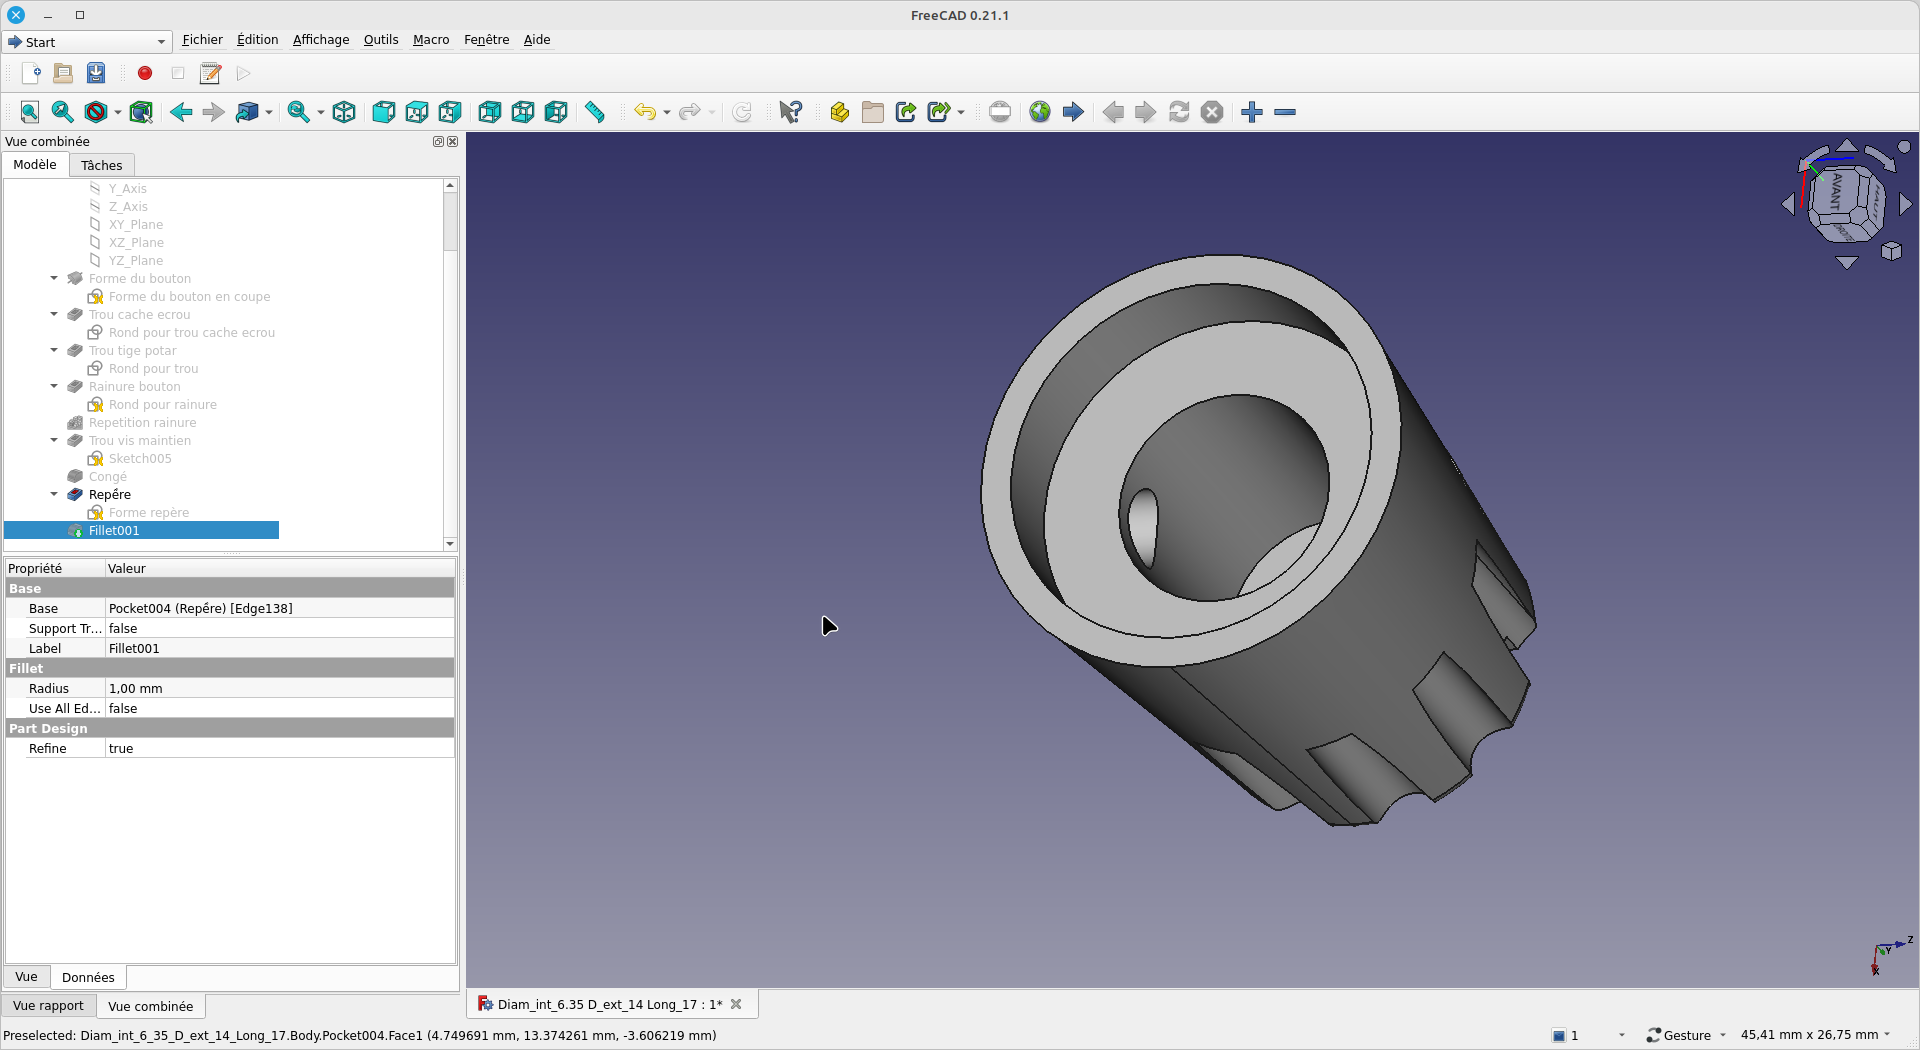 FreeCAD 0.21.1
Start
Fichier Édition Affichage Outils Macro Fenêtre Aide
Vue combinée
Modèle Tâches
Y_Axis
Z_Axis
XY_Plane
XZ_Plane
YZ_Plane
Forme du bouton
Forme du bouton en coupe
Trou cache ecrou
Rond pour trou cache ecrou
Trou tige potar
Rond pour trou
Rainure bouton
Rond pour rainure
Repetition rainure
Trou vis maintien
Sketch005
Congé
Repére
Forme repère
Fillet001
Propriété Valeur
Base
Base Pocket004 (Repére) [Edge138]
Support Tr... false
Label Fillet001
Fillet
Radius 1,00 mm
Use All Ed... false
Part Design
Refine true
Vue Données
Vue rapport Vue combinée
AVANT
Z
Y
X
Diam_int_6.35 D_ext_14 Long_17 : 1*
Preselected: Diam_int_6_35_D_ext_14_Long_17.Body.Pocket004.Face1 (4.749691 mm, 13.374261 mm, -3.606219 mm)
1 Gesture 45,41 mm x 26,75 mm